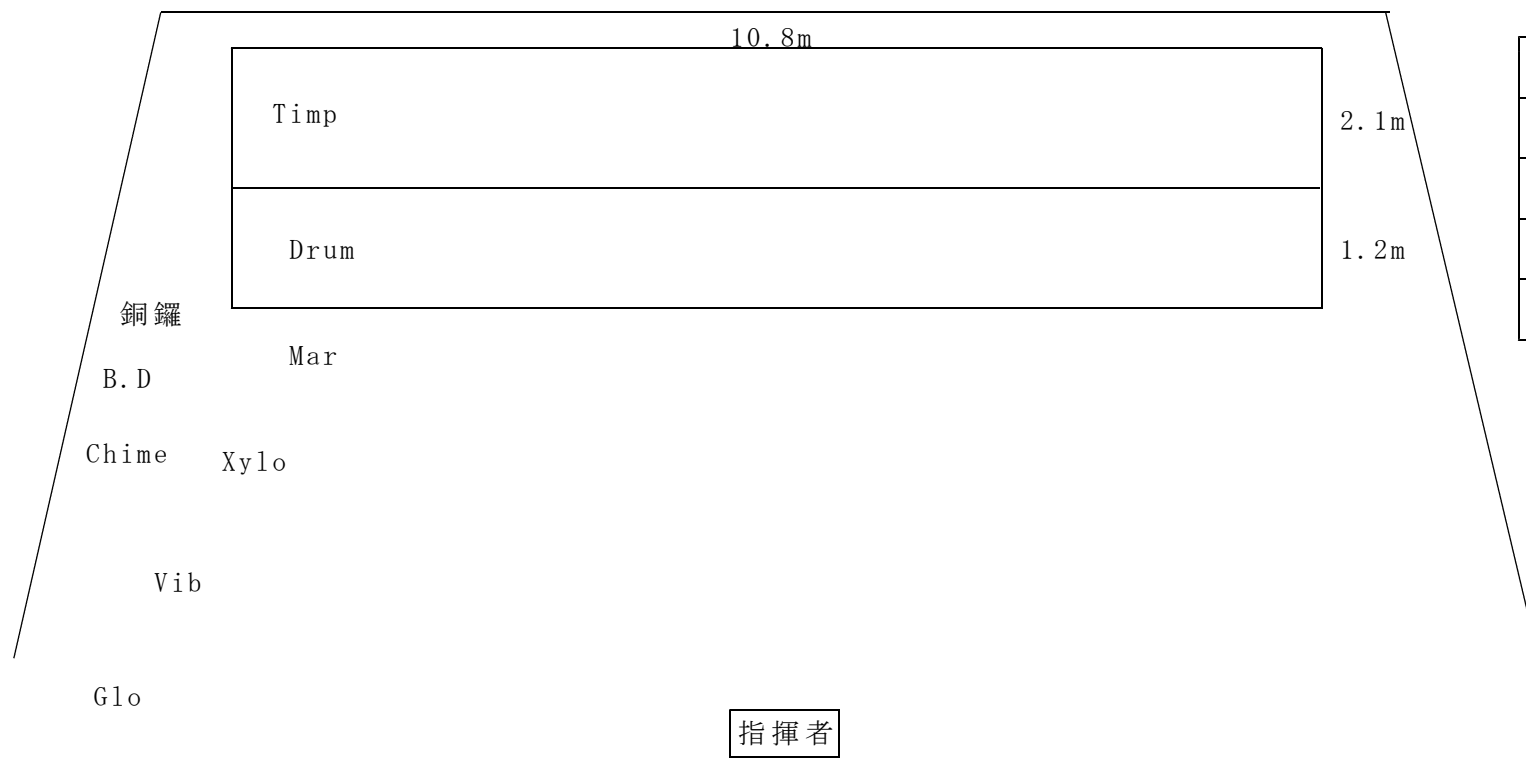 10.8m
Timp
2.1m
Drum
1.2m
銅鑼
Mar
B.D
Chime
Xylo
Vib
Glo
指揮者